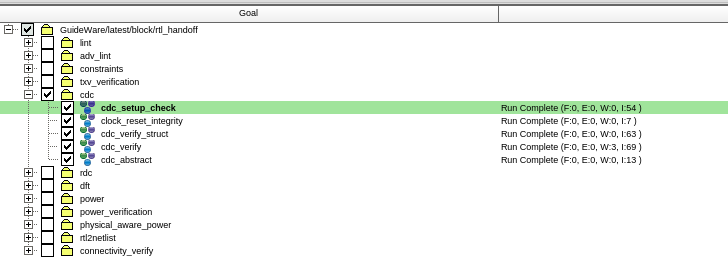 Goal
GuideWare/latest/block/rtl_handoff
lint
adv_lint
constraints
txv_verification
cdc
cdc_setup_check Run Complete (F:0, E:0, W:0, I:54 )
clock_reset_integrity Run Complete (F:0, E:0, W:0, I:7 )
cdc_verify_struct Run Complete (F:0, E:0, W:0, I:63 )
cdc_verify Run Complete (F:0, E:0, W:3, I:69 )
cdc_abstract Run Complete (F:0, E:0, W:0, I:13 )
rdc
dft
power
power_verification
physical_aware_power
rtl2netlist
connectivity_verify